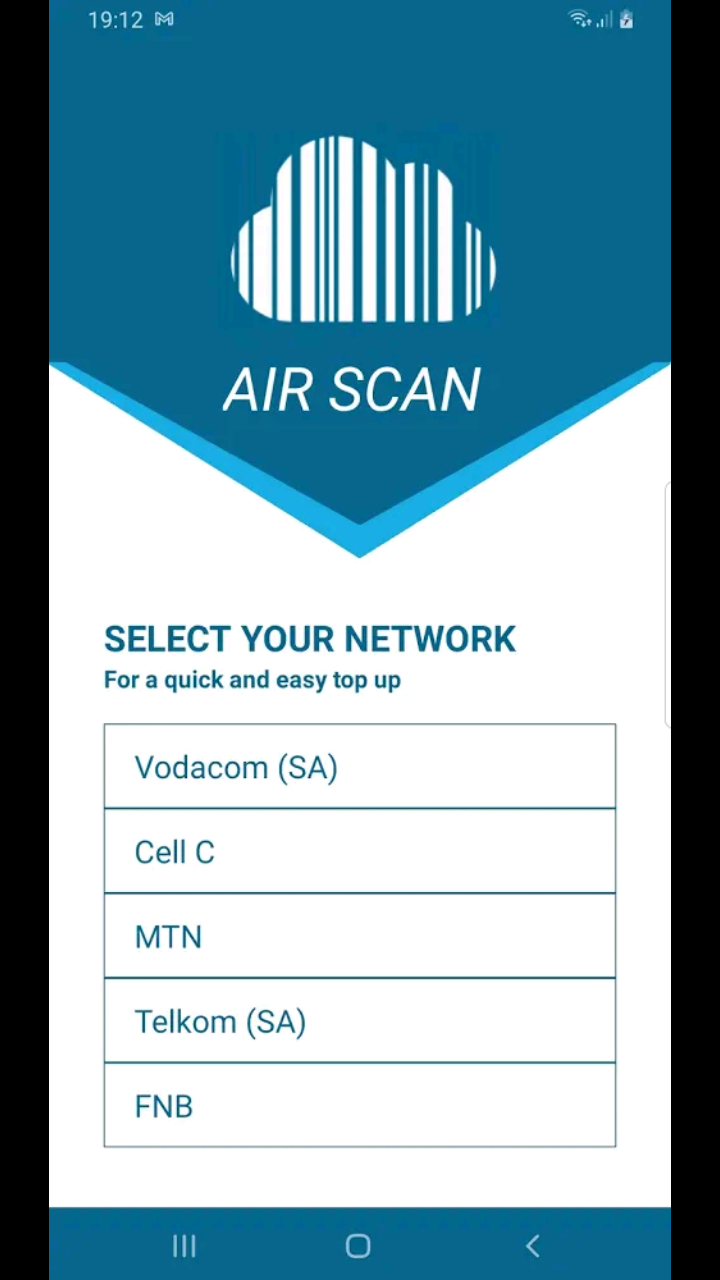 19:12
AIR SCAN
SELECT YOUR NETWORK
For a quick and easy top up
Vodacom (SA)
Cell C
MTN
Telkom (SA)
FNB